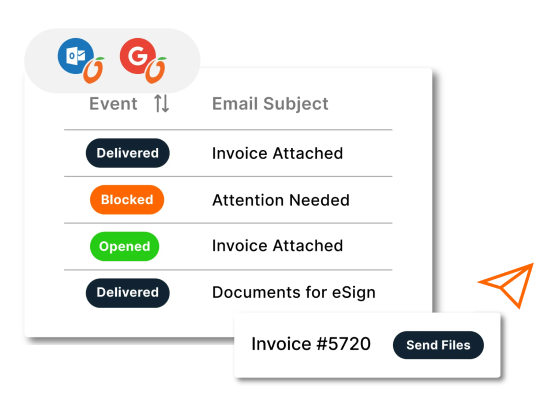 Event Email Subject
Delivered Invoice Attached
Blocked Attention Needed
Opened Invoice Attached
Delivered Documents for eSign
Invoice #5720 Send Files